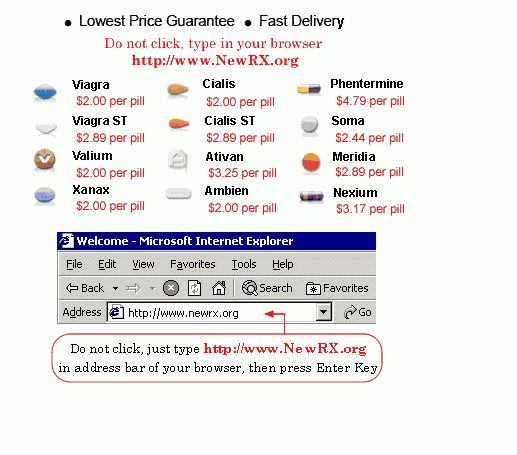 ● Lowest Price Guarantee ● Fast Delivery
Do not click, type in your browser
http://www.NewRX.org
Viagra Cialis Phentermine
$2.00 per pill $2.00 per pill $4.79 per pill
Viagra ST Cialis ST Soma
$2.89 per pill $2.89 per pill $2.44 per pill
Valium Ativan Meridia
$2.00 per pill $3.25 per pill $2.89 per pill
Xanax Ambien Nexium
$2.00 per pill $2.00 per pill $3.17 per pill
Welcome - Microsoft Internet Explorer
File Edit View Favorites Tools Help
Back Search Favorites
Address http://www.newrx.org Go
Do not click, just type http://www.NewRX.org
in address bar of your browser, then press Enter Key